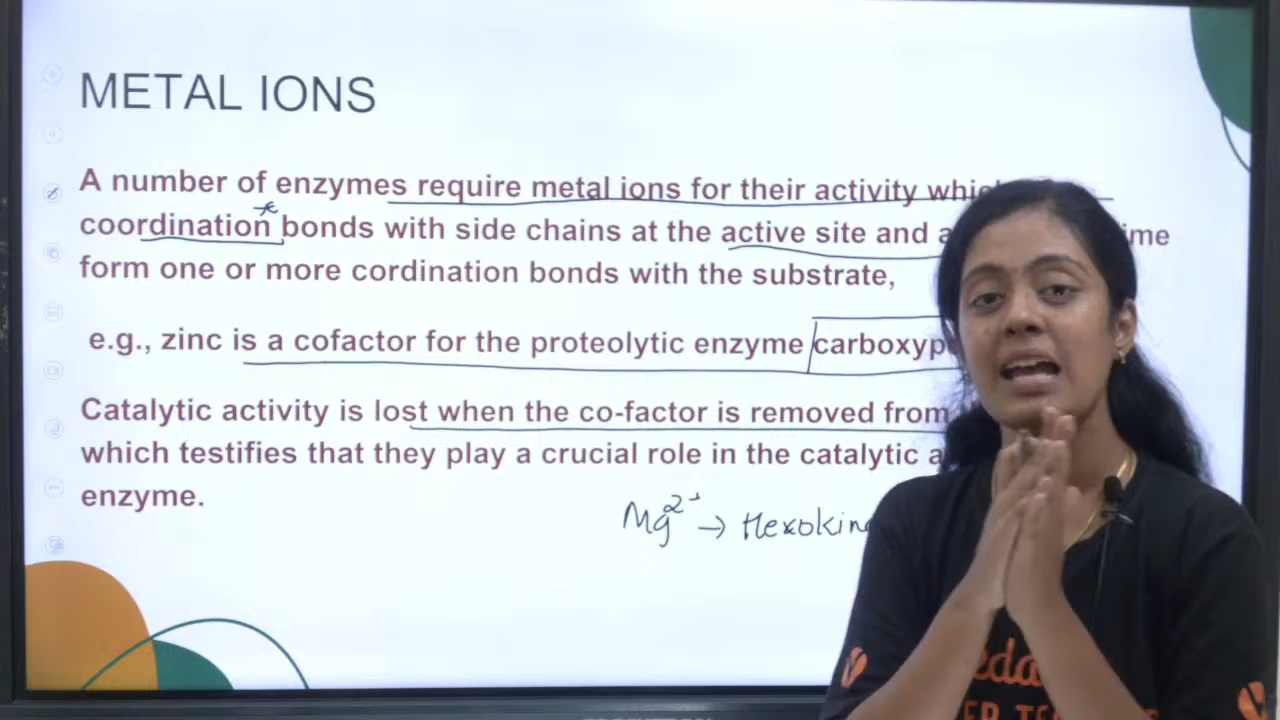 METAL IONS
A number of enzymes require metal ions for their activity
coordination bonds with side chains at the active site and
form one or more cordination bonds with the substrate,
e.g., zinc is a cofactor for the proteolytic enzyme
Catalytic activity is lost when the co-factor is removed from
which testifies that they play a crucial role in the catalytic
enzyme.
Mg2+ →